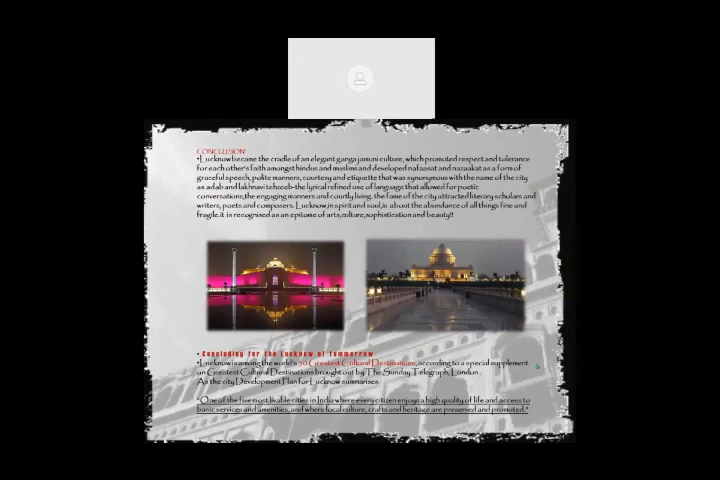 CONCLUSION"
•Lucknow became the cradle of an elegant ganga jamuni culture, which promoted respect and tolerance
for each other's faith amongst hindus and muslims and developed nafaasat and nazaakat as a form of
graceful speech, polite manners, courtesy and etiquette that was synonymous with the name of the city
as adab and lakhnavi tehzeeb-the lyrical refined use of language that allowed for poetic
conversations,the engaging manners and courtly living. the fame of the city attracted literary scholars and
writers, poets and composers. Lucknow,in spirit and soul,is about the abundance of all things fine and
fragile.it is recognised as an epitome of arts,culture,sophistication and beauty!!
• Concluding for the Lucknow of tommorrow
•Lucknow is among the world's 50 Greatest Cultural Destinations, according to a special supplement
on Greatest Cultural Destinations brought out by The Sunday Telegraph, London .
As the city Development Plan for Lucknow summarises
"One of the five most livable cities in India where every citizen enjoys a high quality of life and access to
basic services and amenities, and where local culture, crafts and heritage are preserved and promoted."